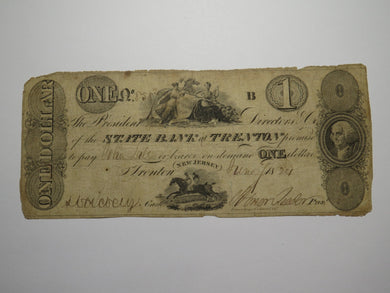 ONE DOLLAR
ONE
B
1
The President Directors & Co
of the STATE BANK at TRENTON promise
to pay or bearer on demand ONE dollar
(NEW JERSEY)
Trenton 18
Cash Pres